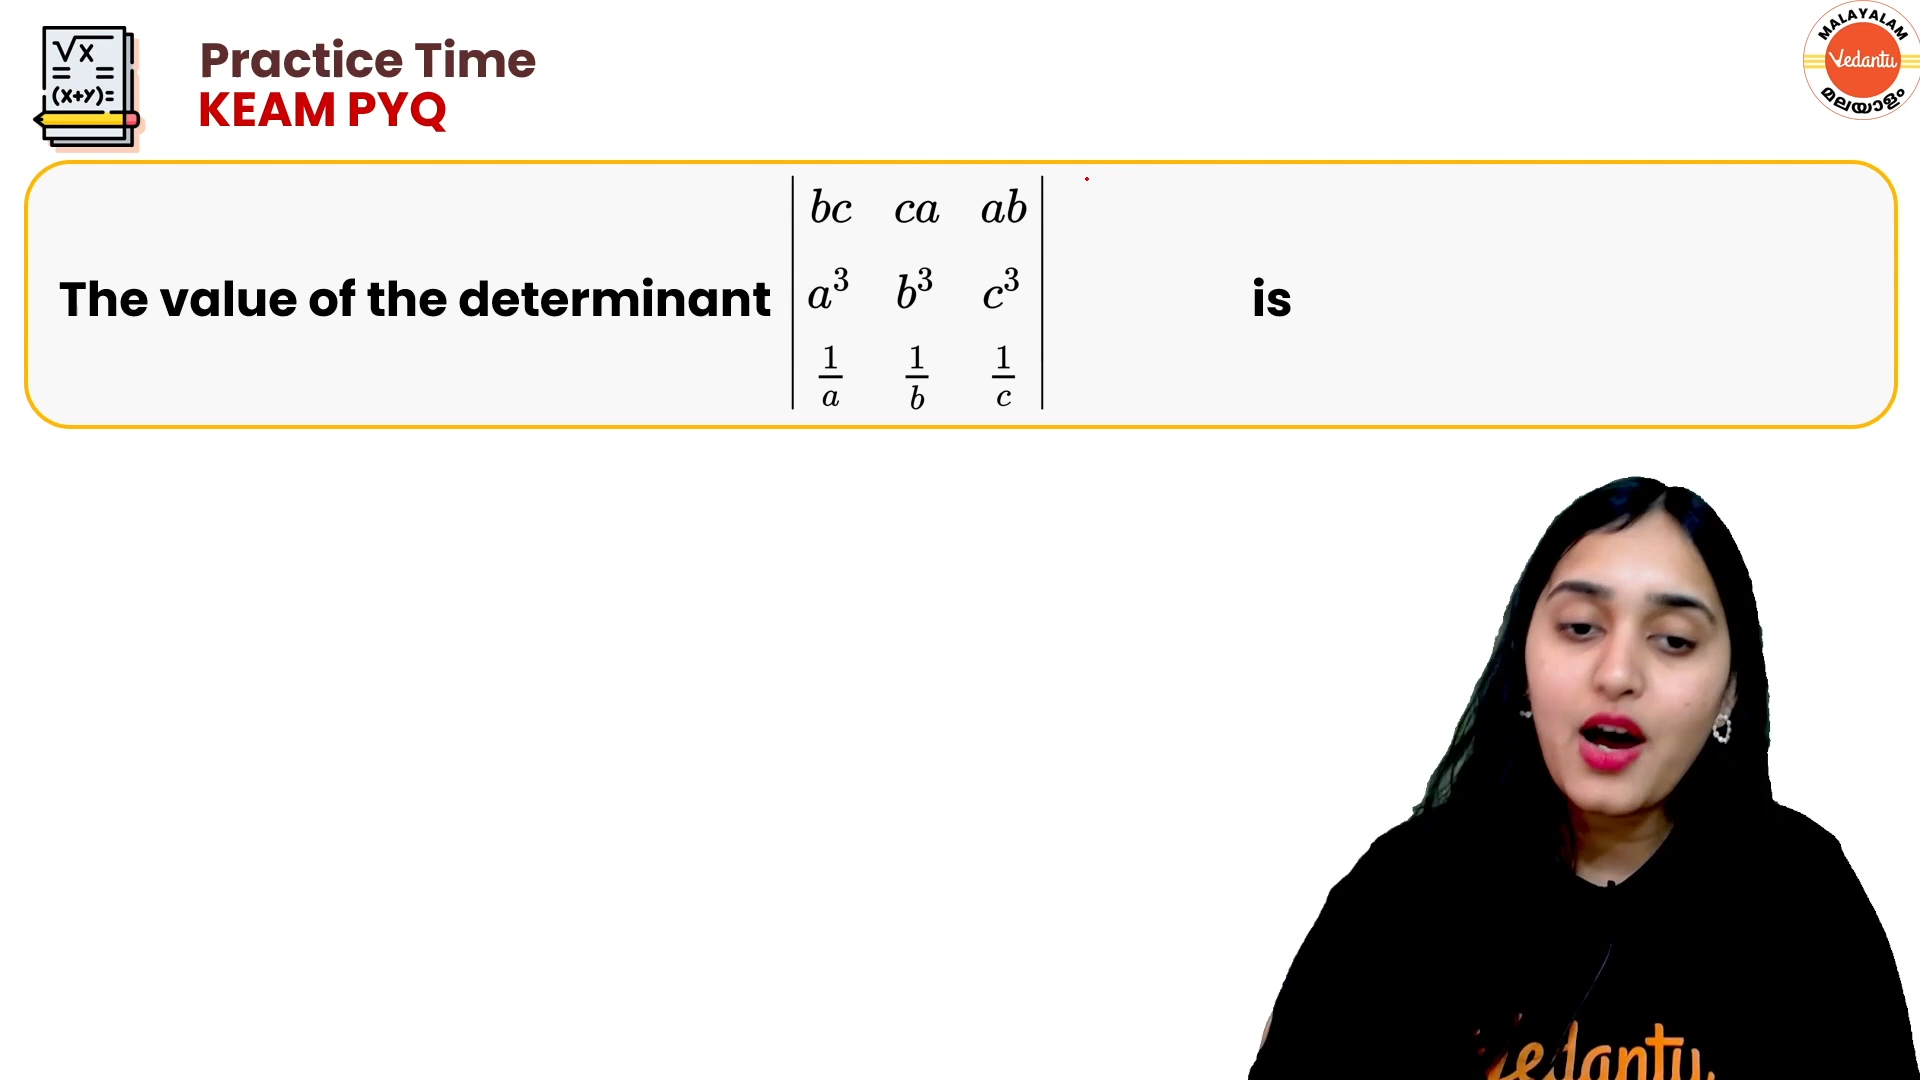 √x
= =
(x+y)=
Practice Time
KEAM PYQ
MALAYALAM
Vedantu
മലയാളം
The value of the determinant | bc ca ab | is
| a³ b³ c³ |
| 1/a 1/b 1/c |
Vedantu